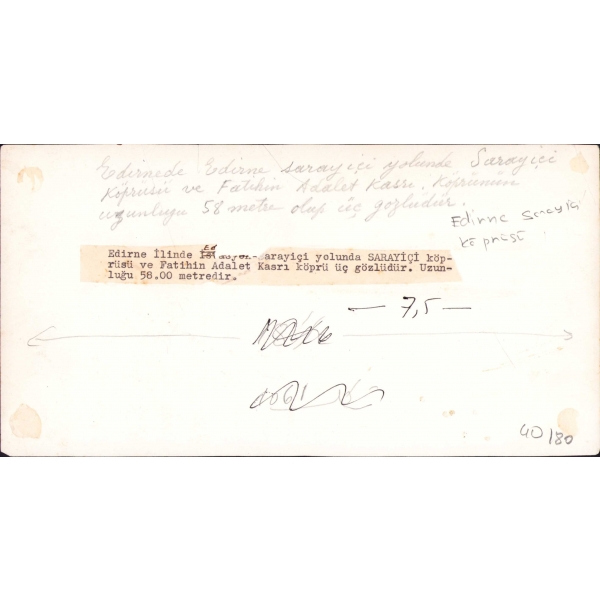 Edirnede Edirne sarayiçi yolunde Sarayiçi
Köprüsü ve Fatihin Adalet Kasrı. Köprünün
uzunluğu 58 metre olup üç gözlüdür.
Edirne Sarayiçi
köprüsü
Ed
Edirne İlinde sarayiçi yolunda SARAYİÇİ köp-
rüsü ve Fatihin Adalet Kasrı köprü üç gözlüdür. Uzun-
luğu 58.00 metredir.
— 7,5 —
40/80